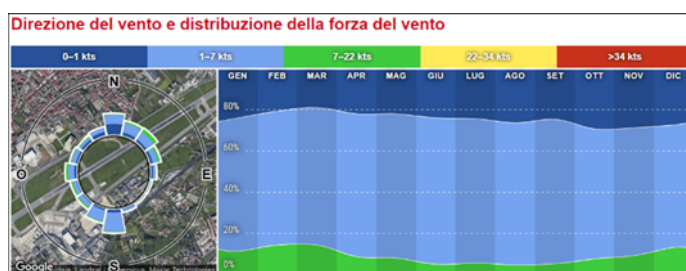 Direzione del vento e distribuzione della forza del vento
0–1 kts
1–7 kts
7–22 kts
22–34 kts
>34 kts
GEN FEB MAR APR MAG GIU LUG AGO SET OTT NOV DIC
80%
60%
40%
20%
0%
N
O
E
S
Google